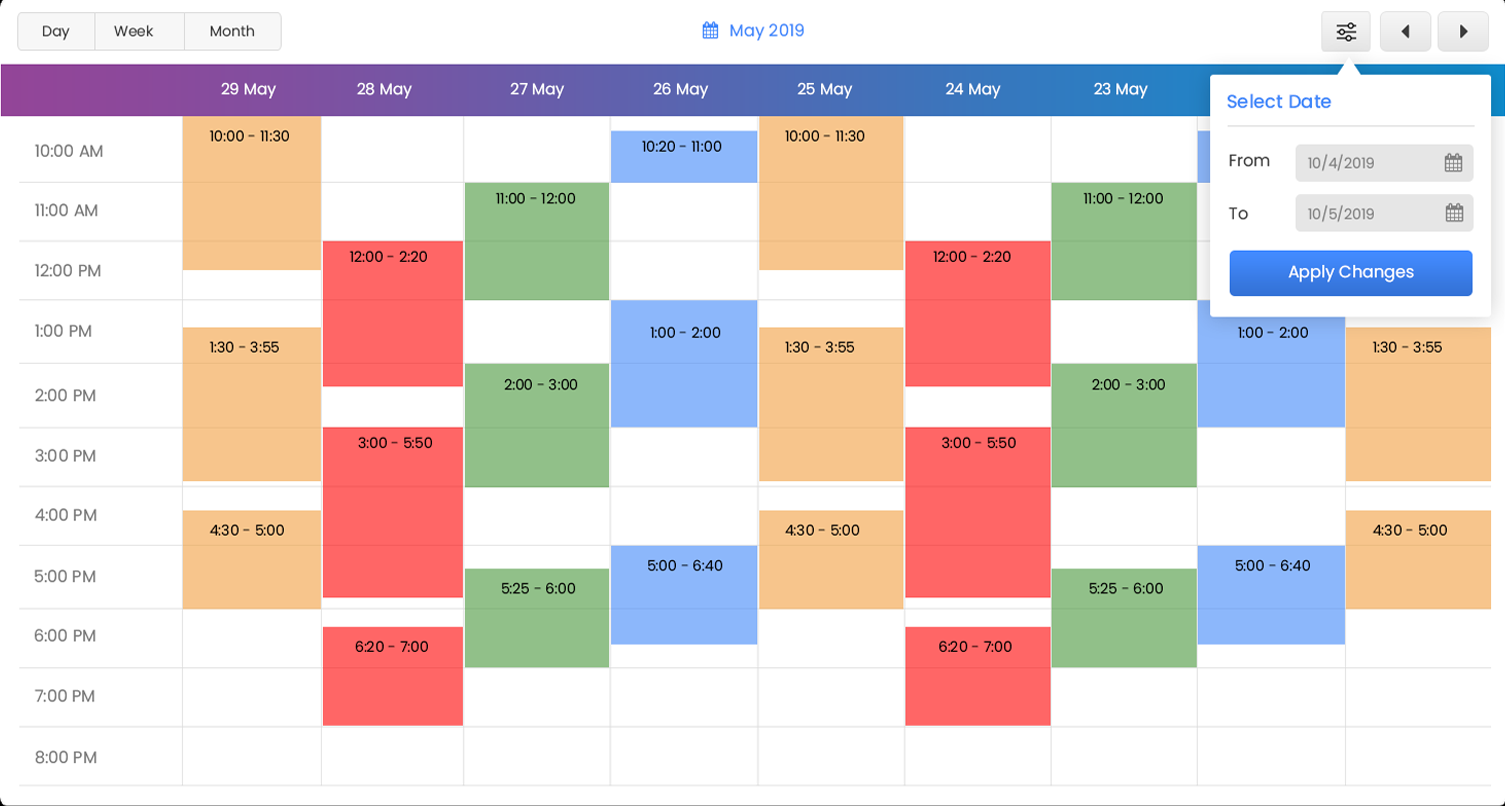 Day Week Month May 2019
29 May 28 May 27 May 26 May 25 May 24 May 23 May
Select Date
From 10/4/2019
To 10/5/2019
Apply Changes
10:00 AM 10:00 - 11:30 10:20 - 11:00 10:00 - 11:30
11:00 AM 11:00 - 12:00 11:00 - 12:00
12:00 PM 12:00 - 2:20 12:00 - 2:20
1:00 PM 1:00 - 2:00 1:00 - 2:00
1:30 - 3:55 1:30 - 3:55 1:30 - 3:55
2:00 PM 2:00 - 3:00 2:00 - 3:00
3:00 PM 3:00 - 5:50 3:00 - 5:50
4:00 PM
4:30 - 5:00 4:30 - 5:00 4:30 - 5:00
5:00 PM 5:00 - 6:40 5:00 - 6:40
5:25 - 6:00 5:25 - 6:00
6:00 PM 6:20 - 7:00 6:20 - 7:00
7:00 PM
8:00 PM